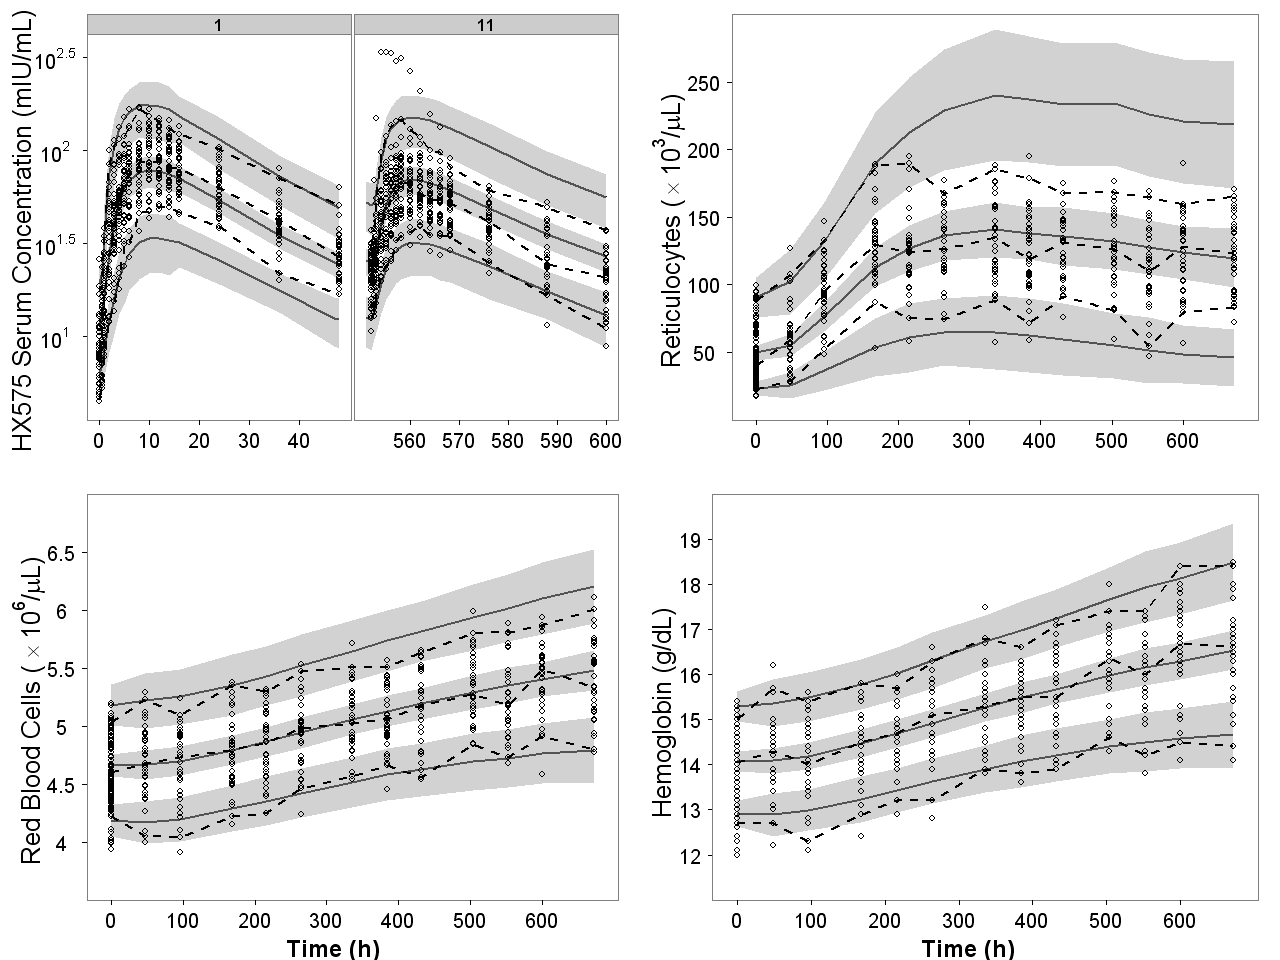 1 11
HX575 Serum Concentration (mIU/mL)
10^2.5
10^2
10^1.5
10^1
0 10 20 30 40 560 570 580 590 600
Reticulocytes ( × 10³/µL)
250
200
150
100
50
0 100 200 300 400 500 600
Red Blood Cells ( × 10⁶/µL)
6.5
6
5.5
5
4.5
4
0 100 200 300 400 500 600
Time (h)
Hemoglobin (g/dL)
19
18
17
16
15
14
13
12
0 100 200 300 400 500 600
Time (h)